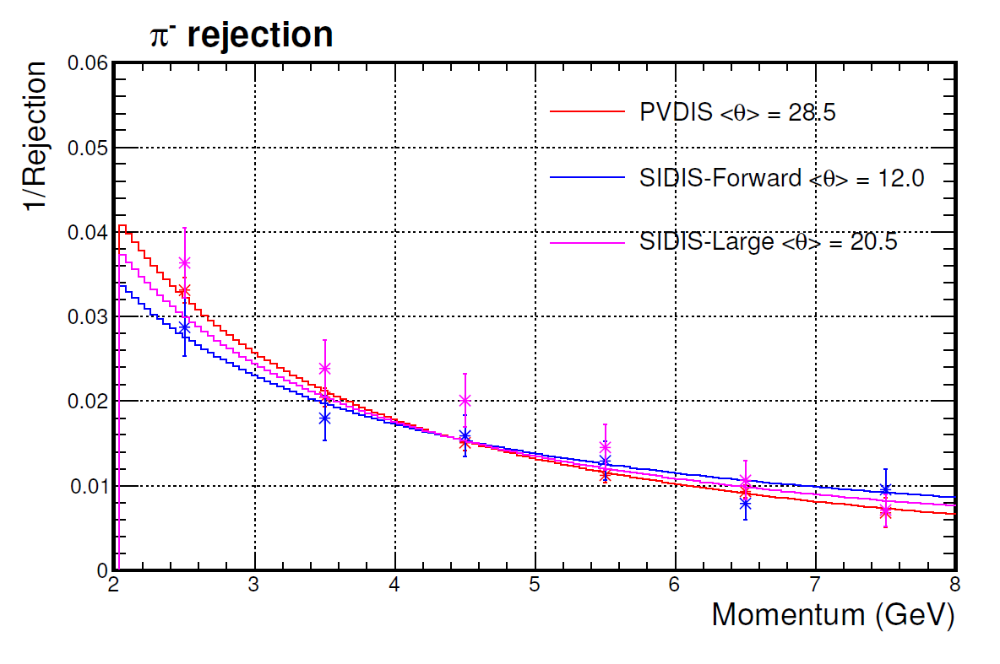 π- rejection
1/Rejection
0.06
0.05
0.04
0.03
0.02
0.01
0
PVDIS <θ> = 28.5
SIDIS-Forward <θ> = 12.0
SIDIS-Large <θ> = 20.5
2 3 4 5 6 7 8
Momentum (GeV)